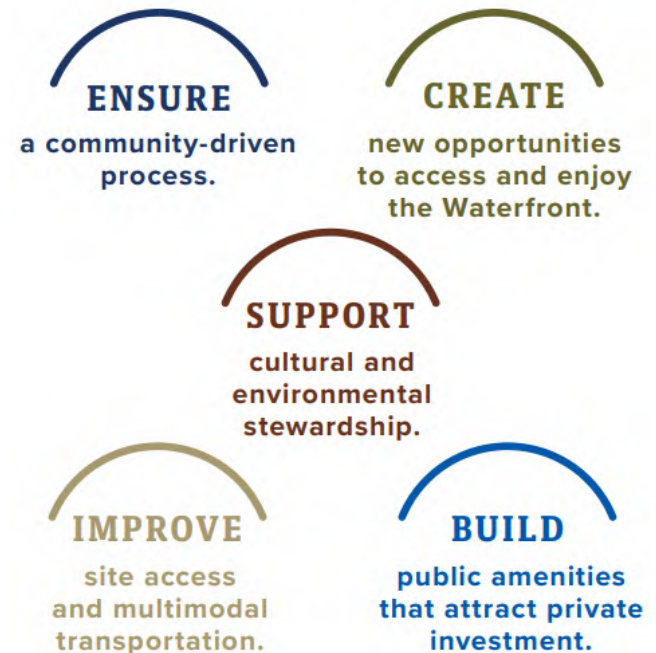 ENSURE
a community-driven
process.
CREATE
new opportunities
to access and enjoy
the Waterfront.
SUPPORT
cultural and
environmental
stewardship.
IMPROVE
site access
and multimodal
transportation.
BUILD
public amenities
that attract private
investment.